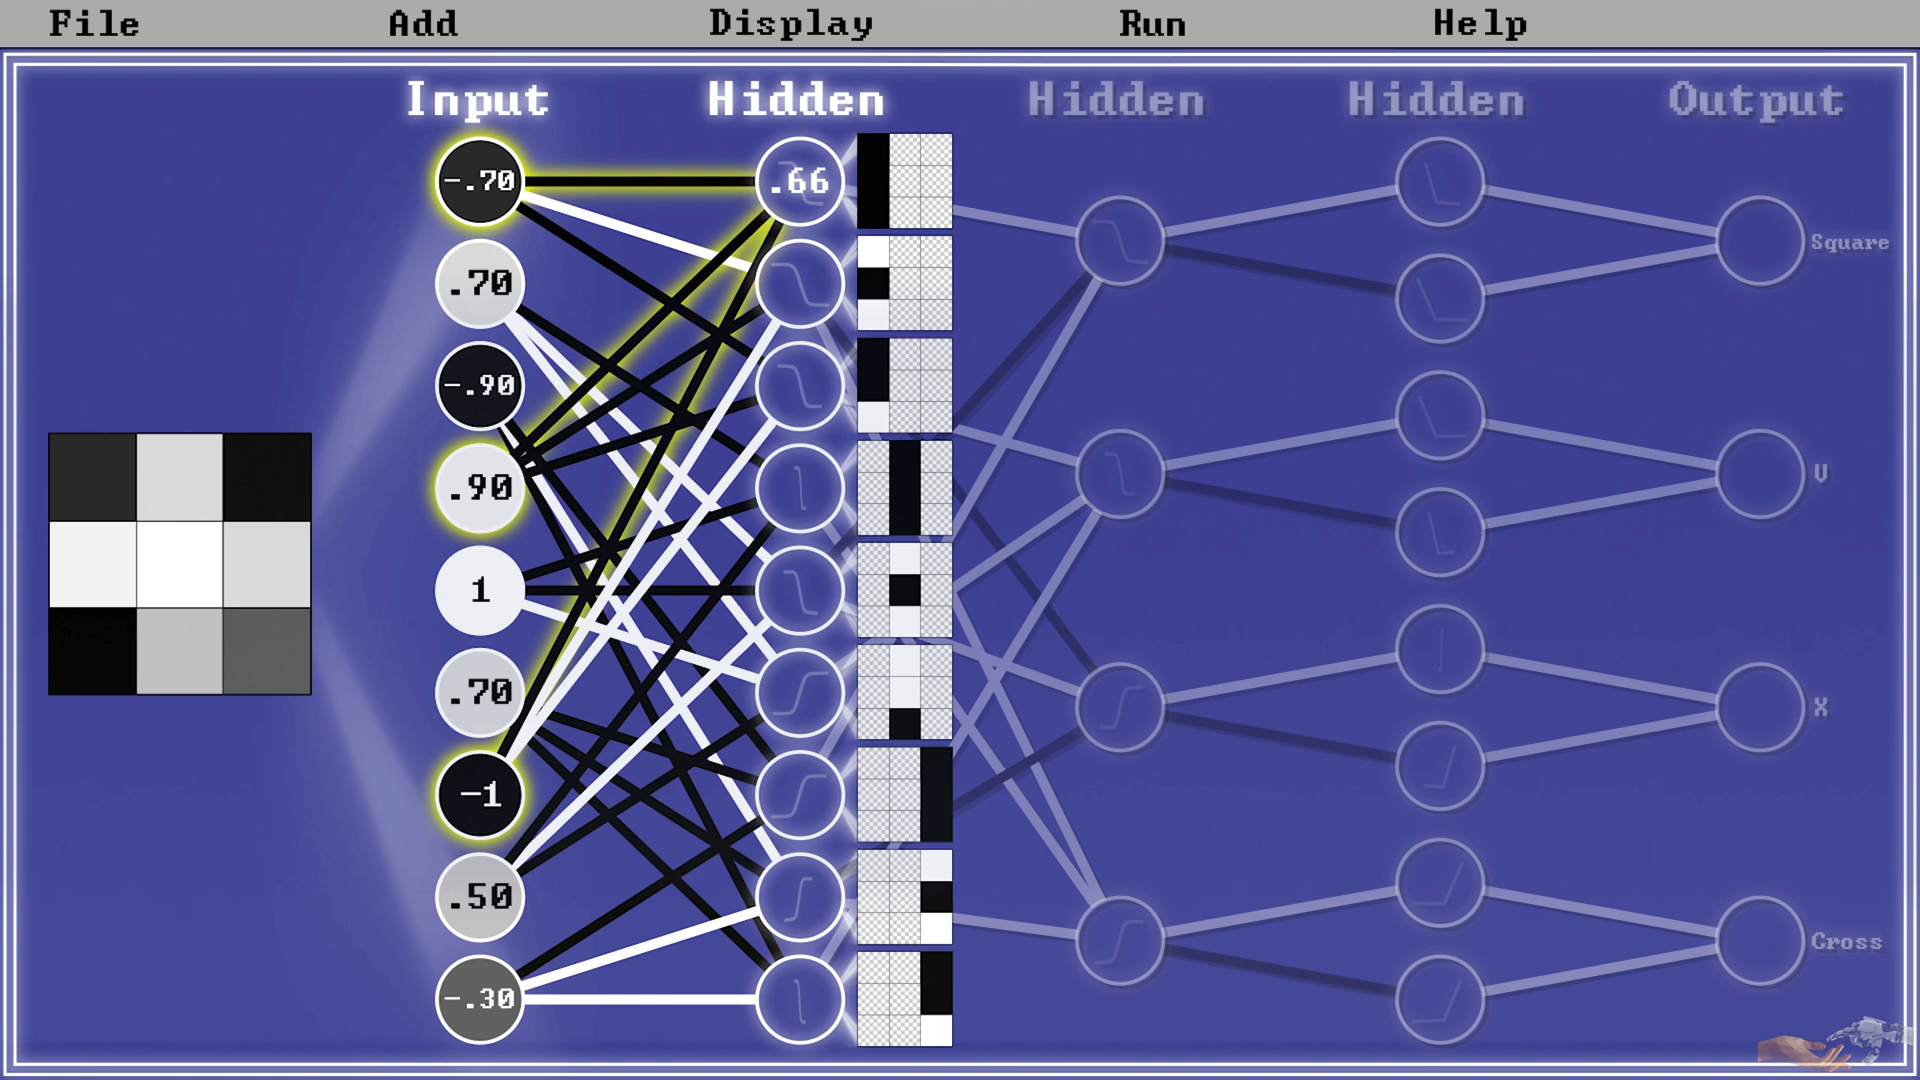 File Add Display Run Help
Input Hidden Hidden Hidden Output
-.70 .66
.70 Square
-.90
.90 V
1
.70 X
-1
.50 Cross
-.30